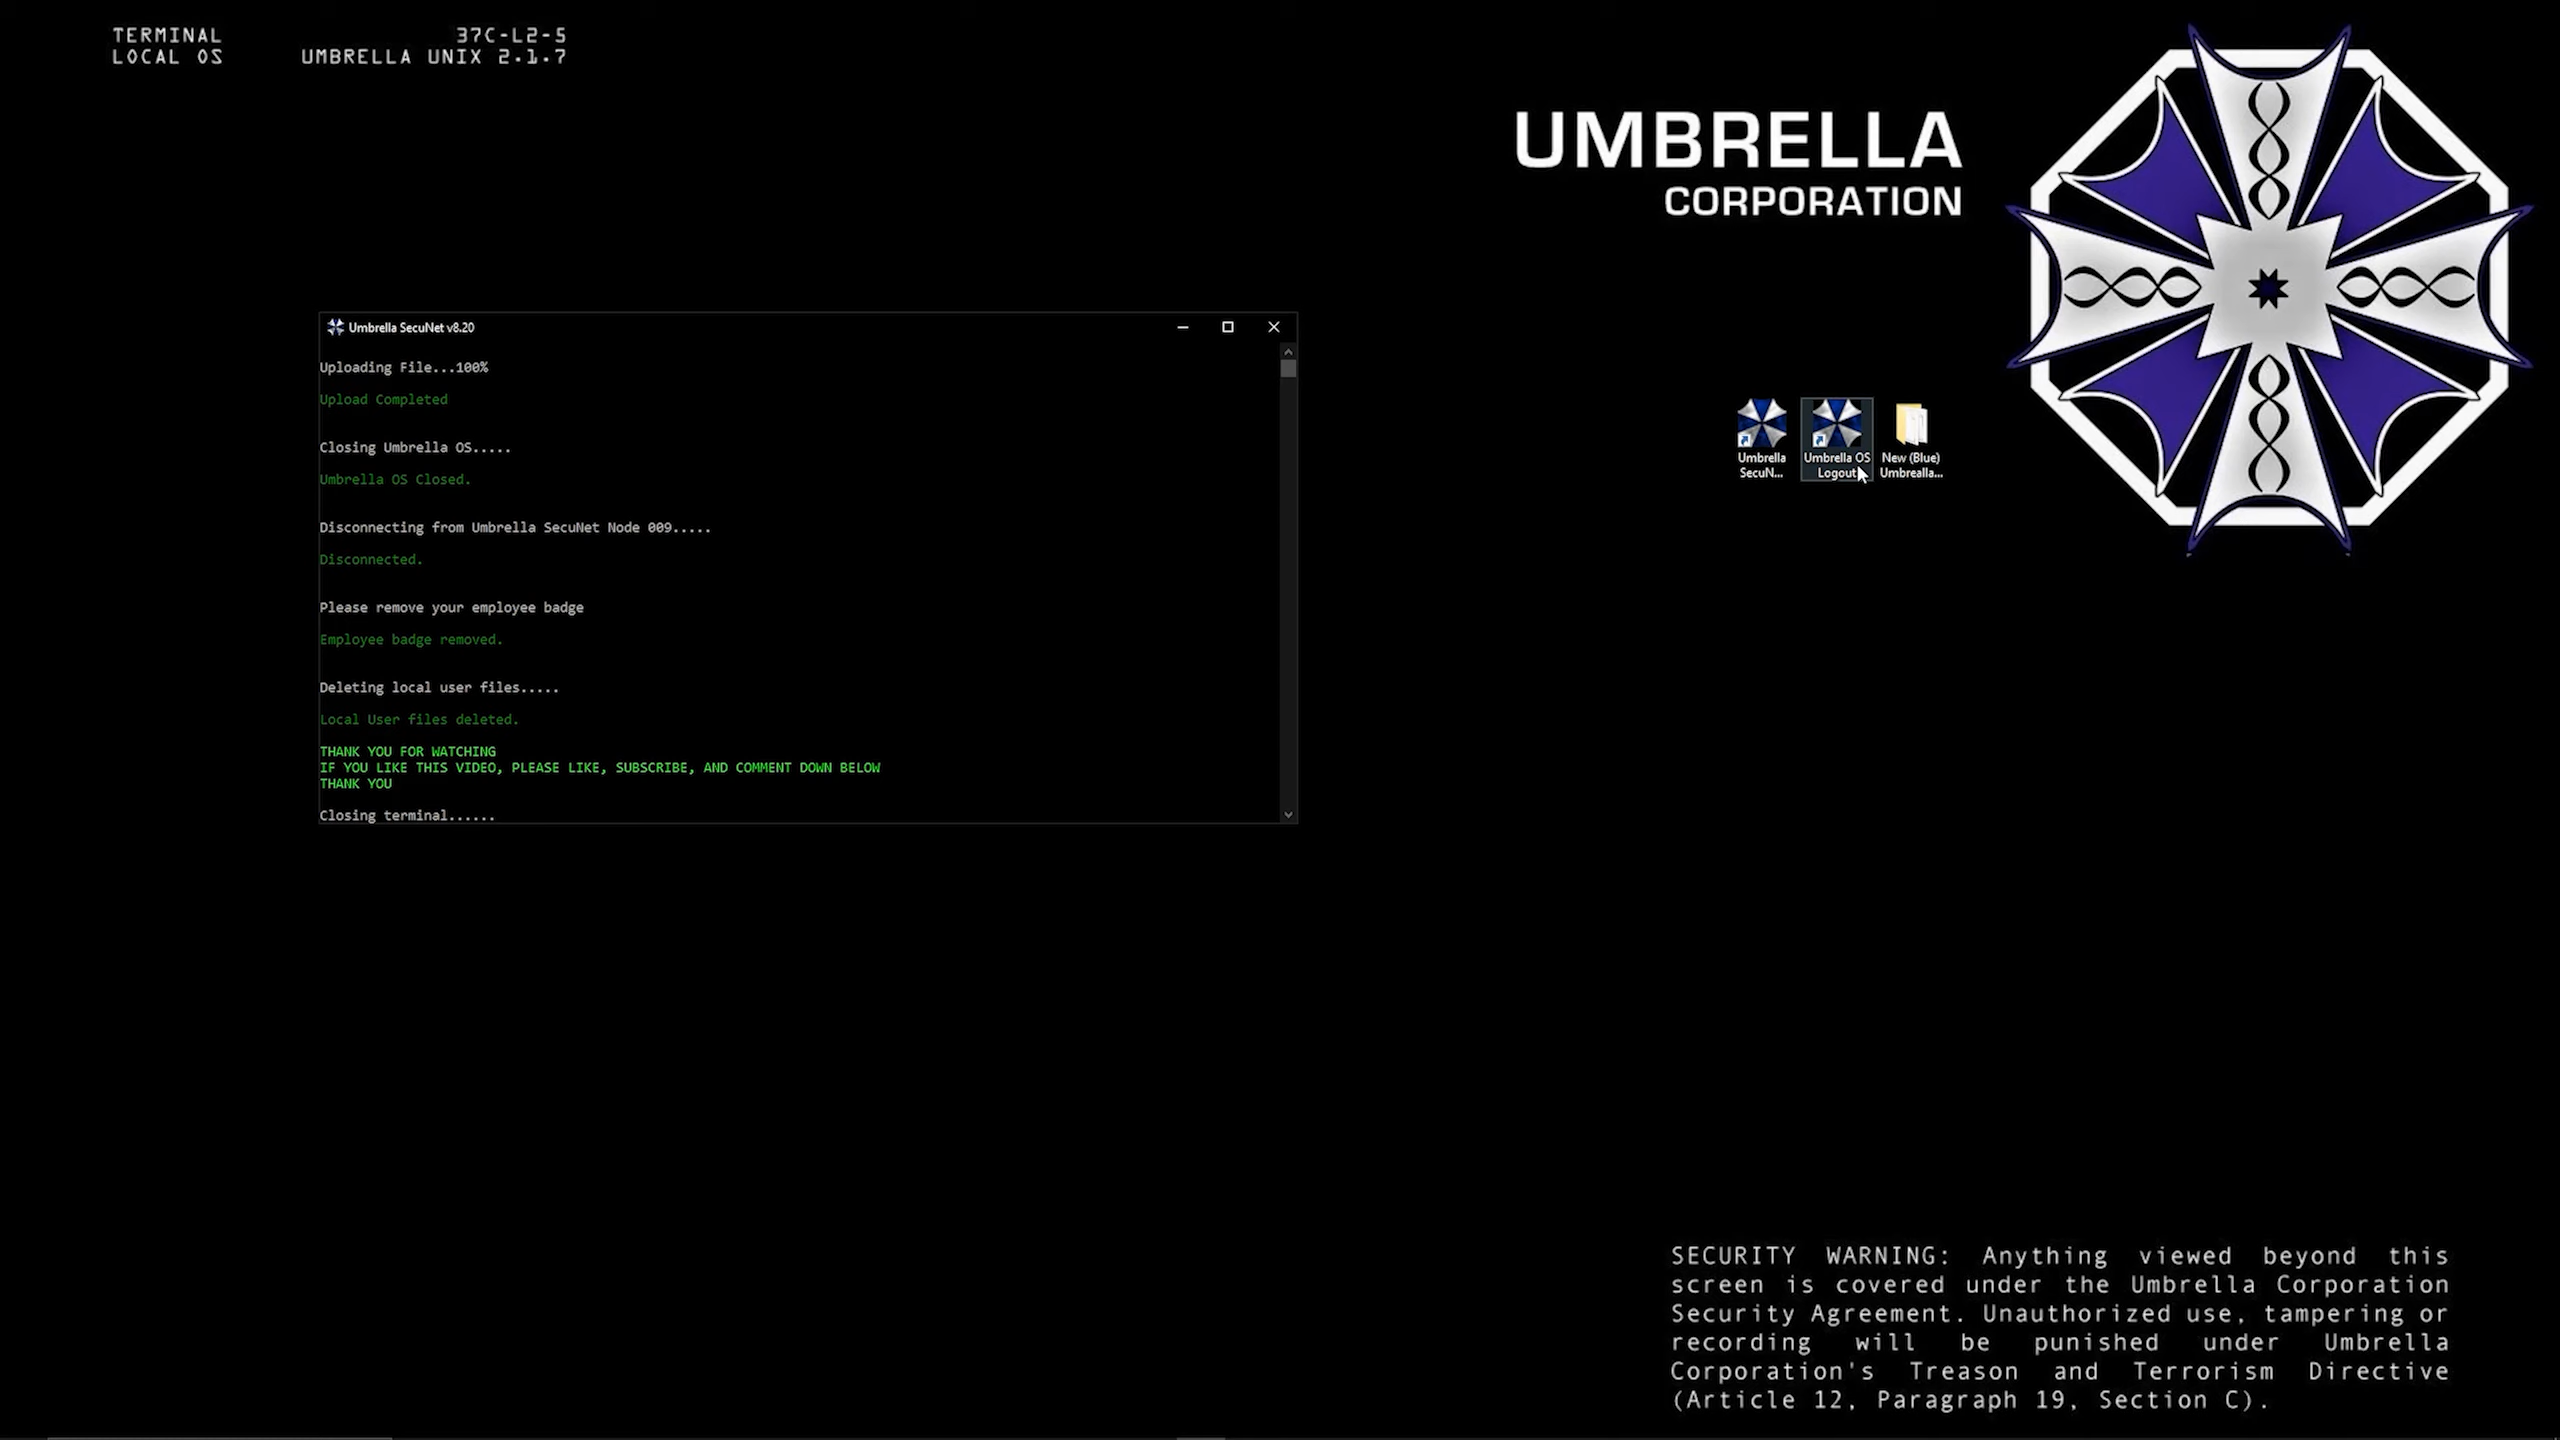 TERMINAL 37C-L2-5
LOCAL OS UMBRELLA UNIX 2.1.7
UMBRELLA
CORPORATION
Umbrella SecuNet v8.20
Uploading File...100%
Upload Completed
Closing Umbrella OS.....
Umbrella OS Closed.
Disconnecting from Umbrella SecuNet Node 009.....
Disconnected.
Please remove your employee badge
Employee badge removed.
Deleting local user files.....
Local User files deleted.
THANK YOU FOR WATCHING
IF YOU LIKE THIS VIDEO, PLEASE LIKE, SUBSCRIBE, AND COMMENT DOWN BELOW
THANK YOU
Closing terminal......
Umbrella
SecuN...
Umbrella OS
Logout
New (Blue)
Umbrealla...
SECURITY WARNING: Anything viewed beyond this
screen is covered under the Umbrella Corporation
Security Agreement. Unauthorized use, tampering or
recording will be punished under Umbrella
Corporation's Treason and Terrorism Directive
(Article 12, Paragraph 19, Section C).